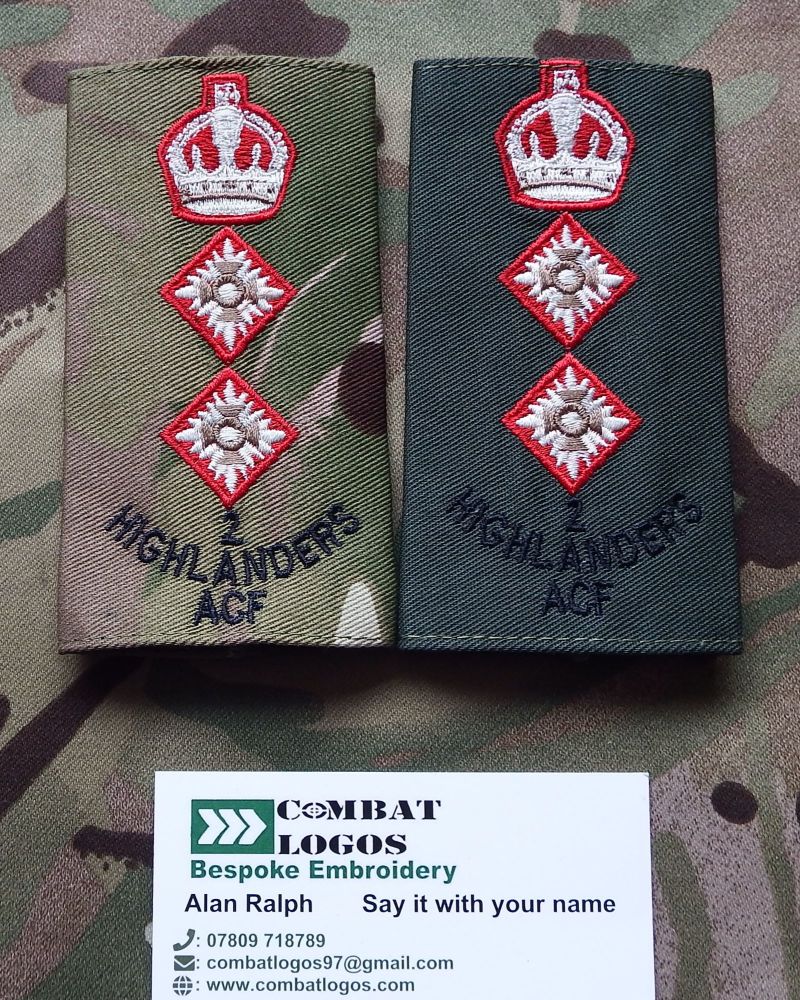 2
HIGHLANDERS
ACF
2
HIGHLANDERS
ACF
COMBAT
LOGOS
Bespoke Embroidery
Alan Ralph Say it with your name
: 07809 718789
: combatlogos97@gmail.com
: www.combatlogos.com